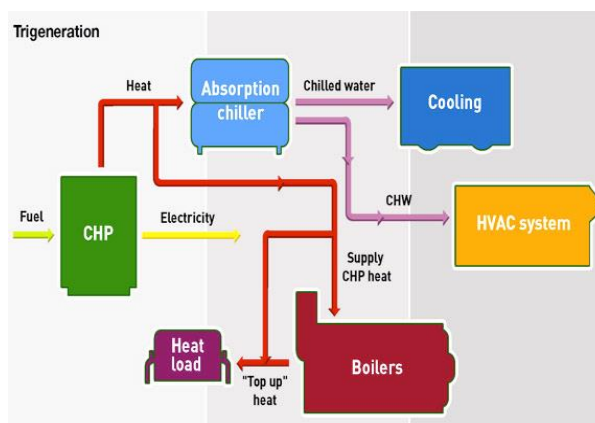 Trigeneration
Heat
Absorption
chiller
Chilled water
Cooling
Fuel
CHP
Electricity
CHW
HVAC system
Supply
CHP heat
Heat
load
"Top up"
heat
Boilers